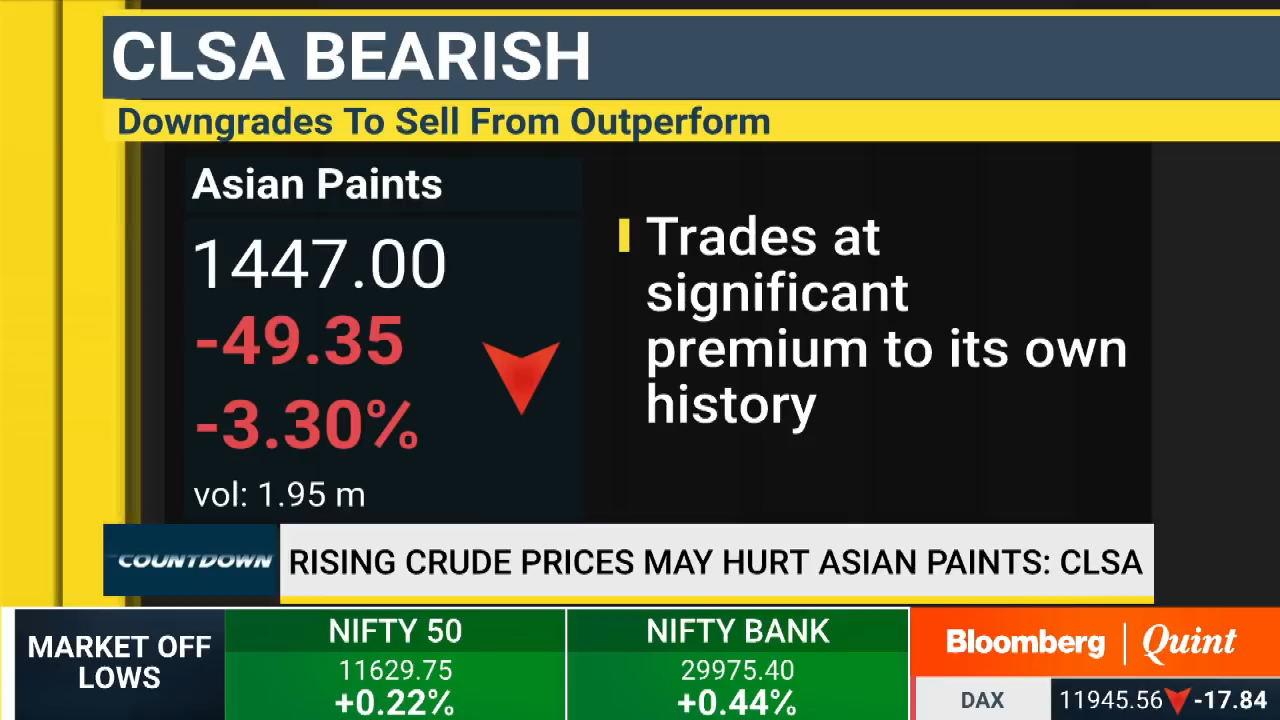 CLSA BEARISH
Downgrades To Sell From Outperform
Asian Paints
1447.00
-49.35
-3.30%
vol: 1.95 m
Trades at
significant
premium to its own
history
COUNTDOWN
RISING CRUDE PRICES MAY HURT ASIAN PAINTS: CLSA
MARKET OFF
LOWS
NIFTY 50
11629.75
+0.22%
NIFTY BANK
29975.40
+0.44%
Bloomberg | Quint
DAX
11945.56 -17.84